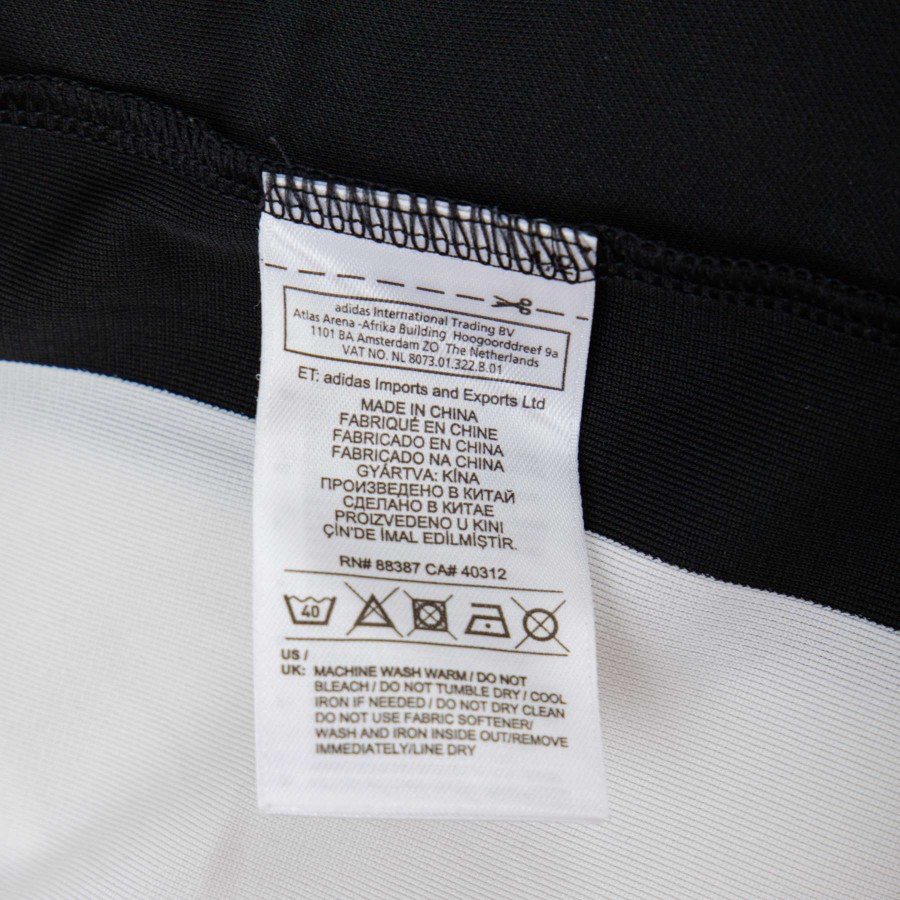 adidas International Trading BV
Atlas Arena -Afrika Building Hoogoorddreef 9a
1101 BA Amsterdam ZO The Netherlands
VAT NO. NL 8073.01.322.B.01
ET: adidas Imports and Exports Ltd
MADE IN CHINA
FABRIQUÉ EN CHINE
FABRICADO EN CHINA
FABRICADO NA CHINA
GYÁRTVA: KÍNA
ПРОИЗВЕДЕНО В КИТАЙ
СДЕЛАНО В КИТАЕ
PROIZVEDENO U KINI
ÇİN'DE İMAL EDİLMİŞTİR.
RN# 88387 CA# 40312
40
US /
UK: MACHINE WASH WARM / DO NOT
BLEACH / DO NOT TUMBLE DRY / COOL
IRON IF NEEDED / DO NOT DRY CLEAN
DO NOT USE FABRIC SOFTENER/
WASH AND IRON INSIDE OUT/REMOVE
IMMEDIATELY/LINE DRY